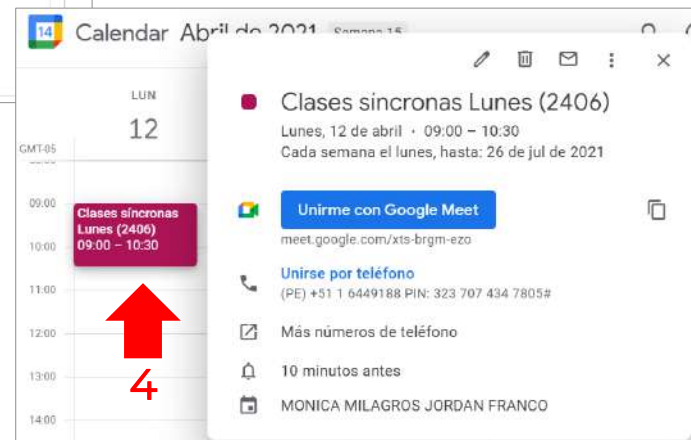 14 Calendar Abril de 2021 Semana 15
LUN
12
GMT-05
09:00
10:00
11:00
12:00
13:00
14:00
Clases síncronas
Lunes (2406)
09:00 – 10:30
4
Clases síncronas Lunes (2406)
Lunes, 12 de abril · 09:00 – 10:30
Cada semana el lunes, hasta: 26 de jul de 2021
Unirme con Google Meet
meet.google.com/xts-brgm-ezo
Unirse por teléfono
(PE) +51 1 6449188 PIN: 323 707 434 7805#
Más números de teléfono
10 minutos antes
MONICA MILAGROS JORDAN FRANCO